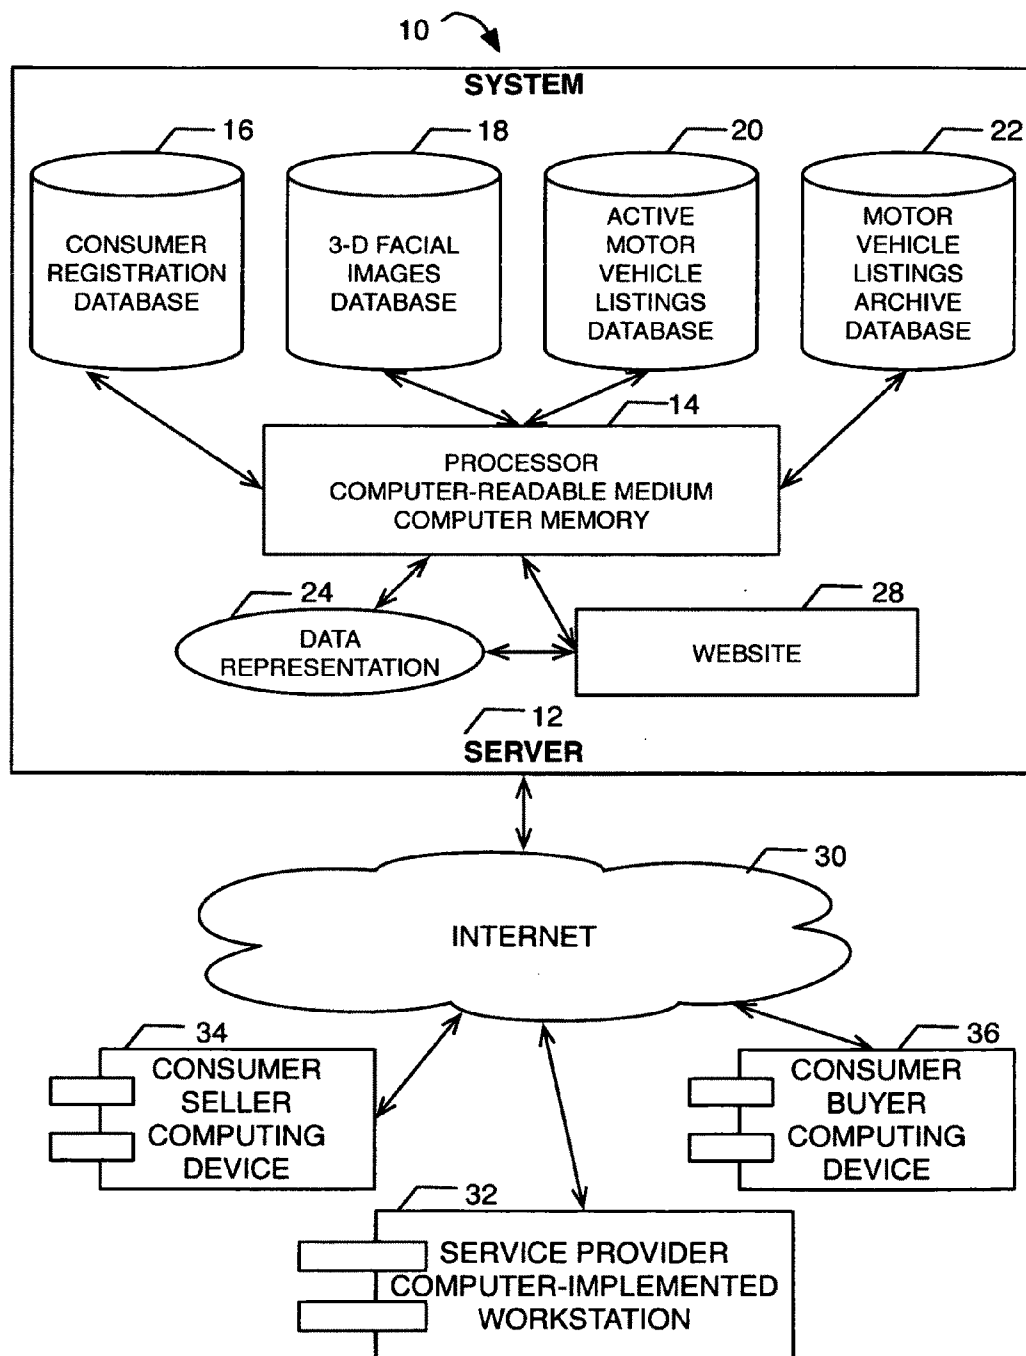 10
SYSTEM
16
18
20
22
CONSUMER
REGISTRATION
DATABASE
3-D FACIAL
IMAGES
DATABASE
ACTIVE
MOTOR
VEHICLE
LISTINGS
DATABASE
MOTOR
VEHICLE
LISTINGS
ARCHIVE
DATABASE
14
PROCESSOR
COMPUTER-READABLE MEDIUM
COMPUTER MEMORY
24
28
DATA
REPRESENTATION
WEBSITE
12
SERVER
30
INTERNET
34
CONSUMER
SELLER
COMPUTING
DEVICE
36
CONSUMER
BUYER
COMPUTING
DEVICE
32
SERVICE PROVIDER
COMPUTER-IMPLEMENTED
WORKSTATION